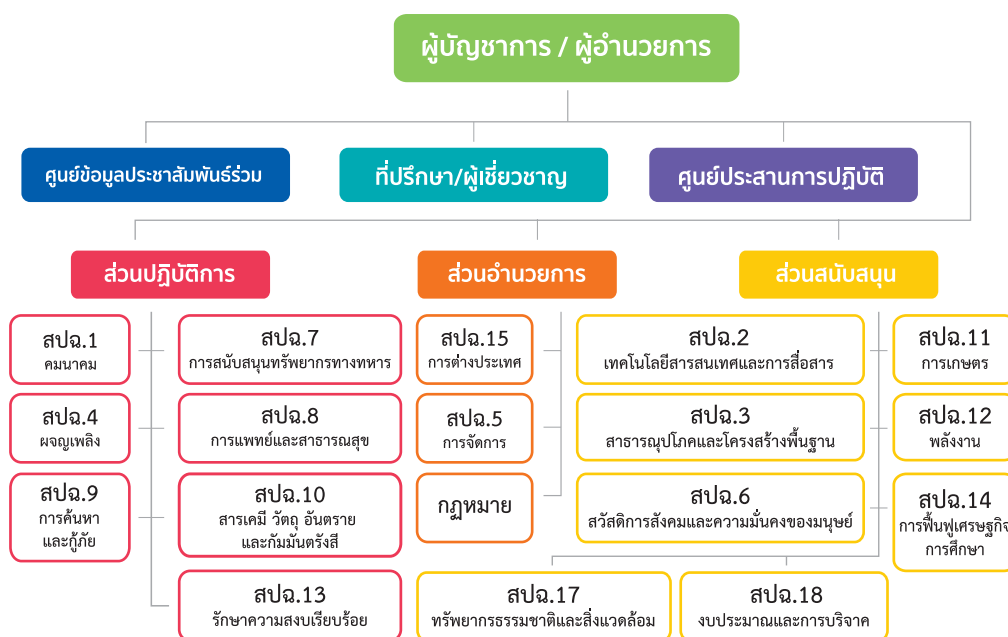 ผู้บัญชาการ / ผู้อำนวยการ
ศูนย์ข้อมูลประชาสัมพันธ์ร่วม
ที่ปรึกษา/ผู้เชี่ยวชาญ
ศูนย์ประสานการปฏิบัติ
ส่วนปฏิบัติการ
สปฉ.1
คมนาคม
สปฉ.4
ผจญเพลิง
สปฉ.9
การค้นหา
และกู้ภัย
สปฉ.7
การสนับสนุนทรัพยากรทางทหาร
สปฉ.8
การแพทย์และสาธารณสุข
สปฉ.10
สารเคมี วัตถุ อันตราย
และกัมมันตรังสี
สปฉ.13
รักษาความสงบเรียบร้อย
ส่วนอำนวยการ
สปฉ.15
การต่างประเทศ
สปฉ.5
การจัดการ
กฎหมาย
ส่วนสนับสนุน
สปฉ.2
เทคโนโลยีสารสนเทศและการสื่อสาร
สปฉ.3
สาธารณุปโภคและโครงสร้างพื้นฐาน
สปฉ.6
สวัสดิการสังคมและความมั่นคงของมนุษย์
สปฉ.11
การเกษตร
สปฉ.12
พลังงาน
สปฉ.14
การฟื้นฟูเศรษฐกิจ
การศึกษา
สปฉ.17
ทรัพยากรธรรมชาติและสิ่งแวดล้อม
สปฉ.18
งบประมาณและการบริจาค